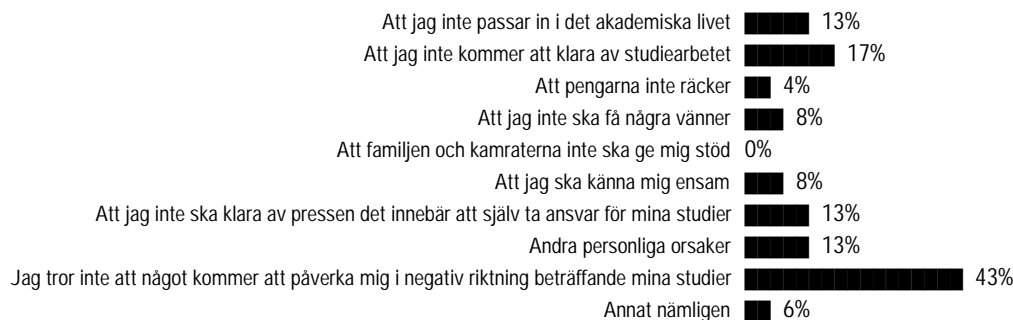 Att jag inte passar in i det akademiska livet 13%
Att jag inte kommer att klara av studiearbetet 17%
Att pengarna inte räcker 4%
Att jag inte ska få några vänner 8%
Att familjen och kamraterna inte ska ge mig stöd 0%
Att jag ska känna mig ensam 8%
Att jag inte ska klara av pressen det innebär att själv ta ansvar för mina studier 13%
Andra personliga orsaker 13%
Jag tror inte att något kommer att påverka mig i negativ riktning beträffande mina studier 43%
Annat nämligen 6%